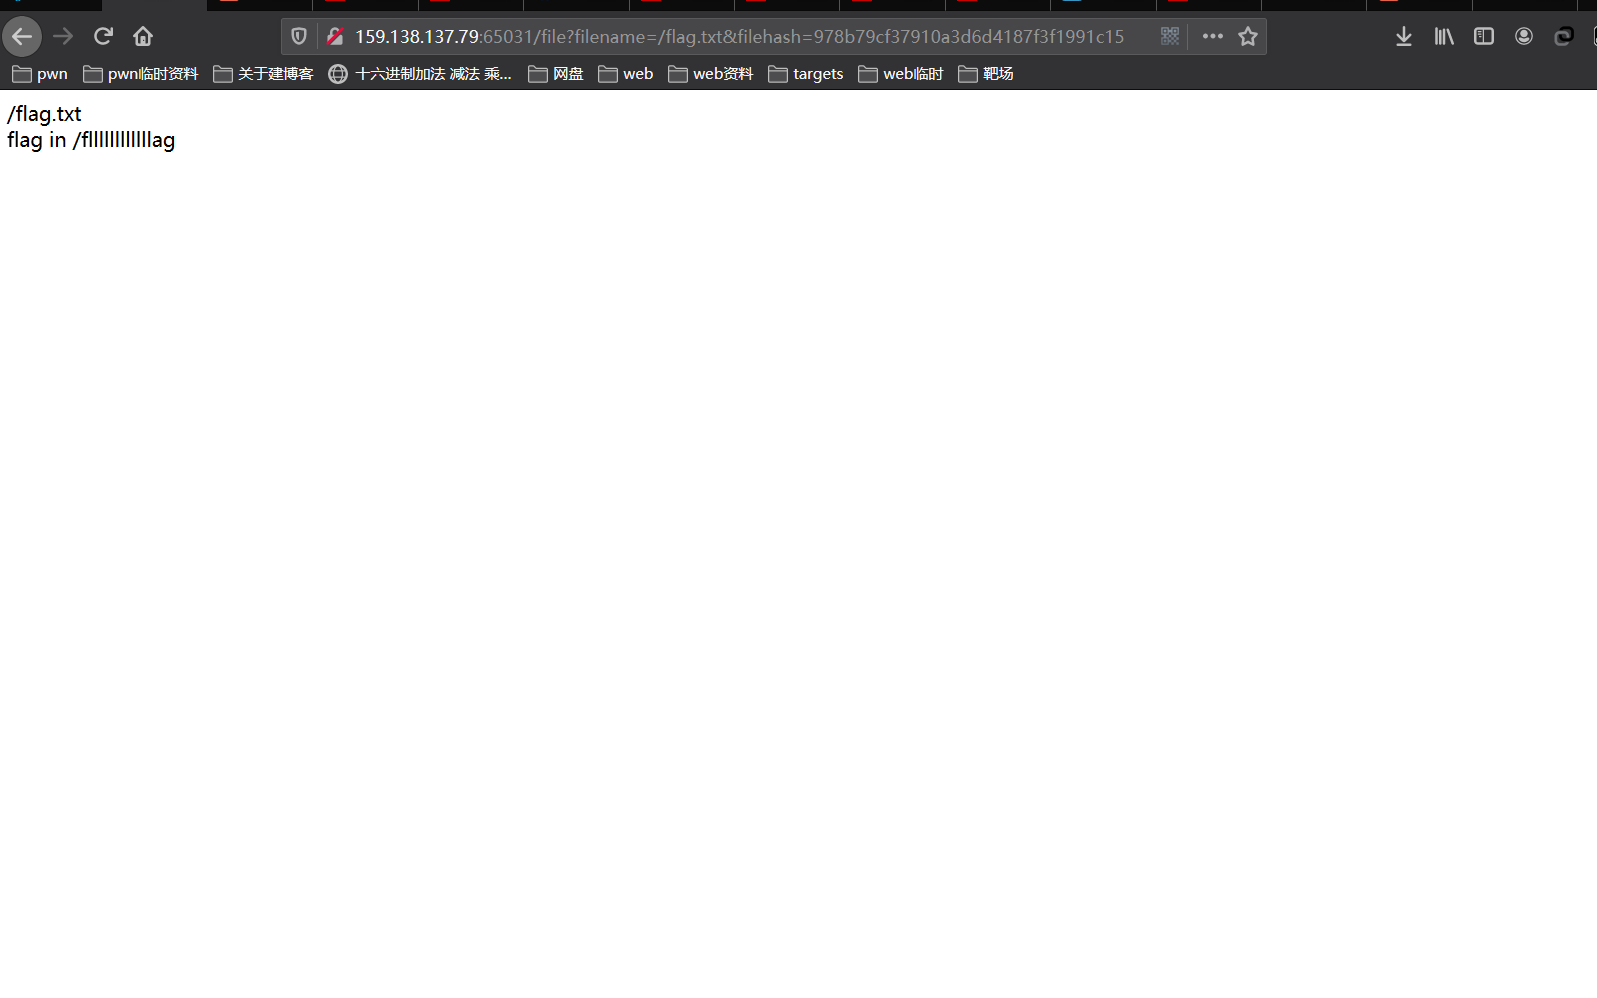 159.138.137.79:65031/file?filename=/flag.txt&filehash=978b79cf37910a3d6d4187f3f1991c15
pwn pwn临时资料 关于建博客 十六进制加法 减法 乘... 网盘 web web资料 targets web临时 靶场
/flag.txt
flag in /fllllllllllllag